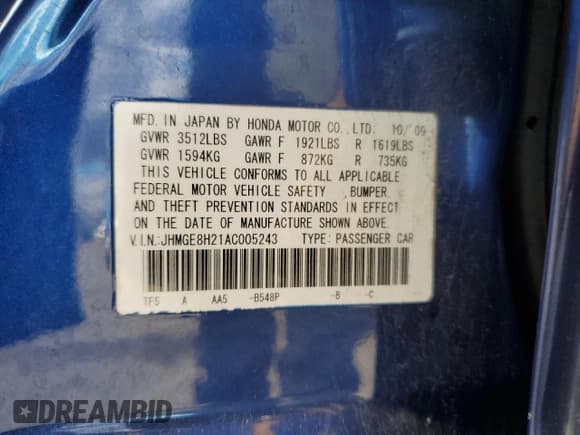 MFD. IN JAPAN BY HONDA MOTOR CO., LTD. 10/'09
GVWR 3512LBS GAWR F 1921LBS R 1619LBS
GVWR 1594KG GAWR F 872KG R 735KG
THIS VEHICLE CONFORMS TO ALL APPLICABLE
FEDERAL MOTOR VEHICLE SAFETY , BUMPER,
AND THEFT PREVENTION STANDARDS IN EFFECT
ON THE DATE OF MANUFACTURE SHOWN ABOVE.
V.I.N.:JHMGE8H21AC005243 TYPE: PASSENGER CAR
TF5 A AA5 -B548P -B -C
DREAMBID